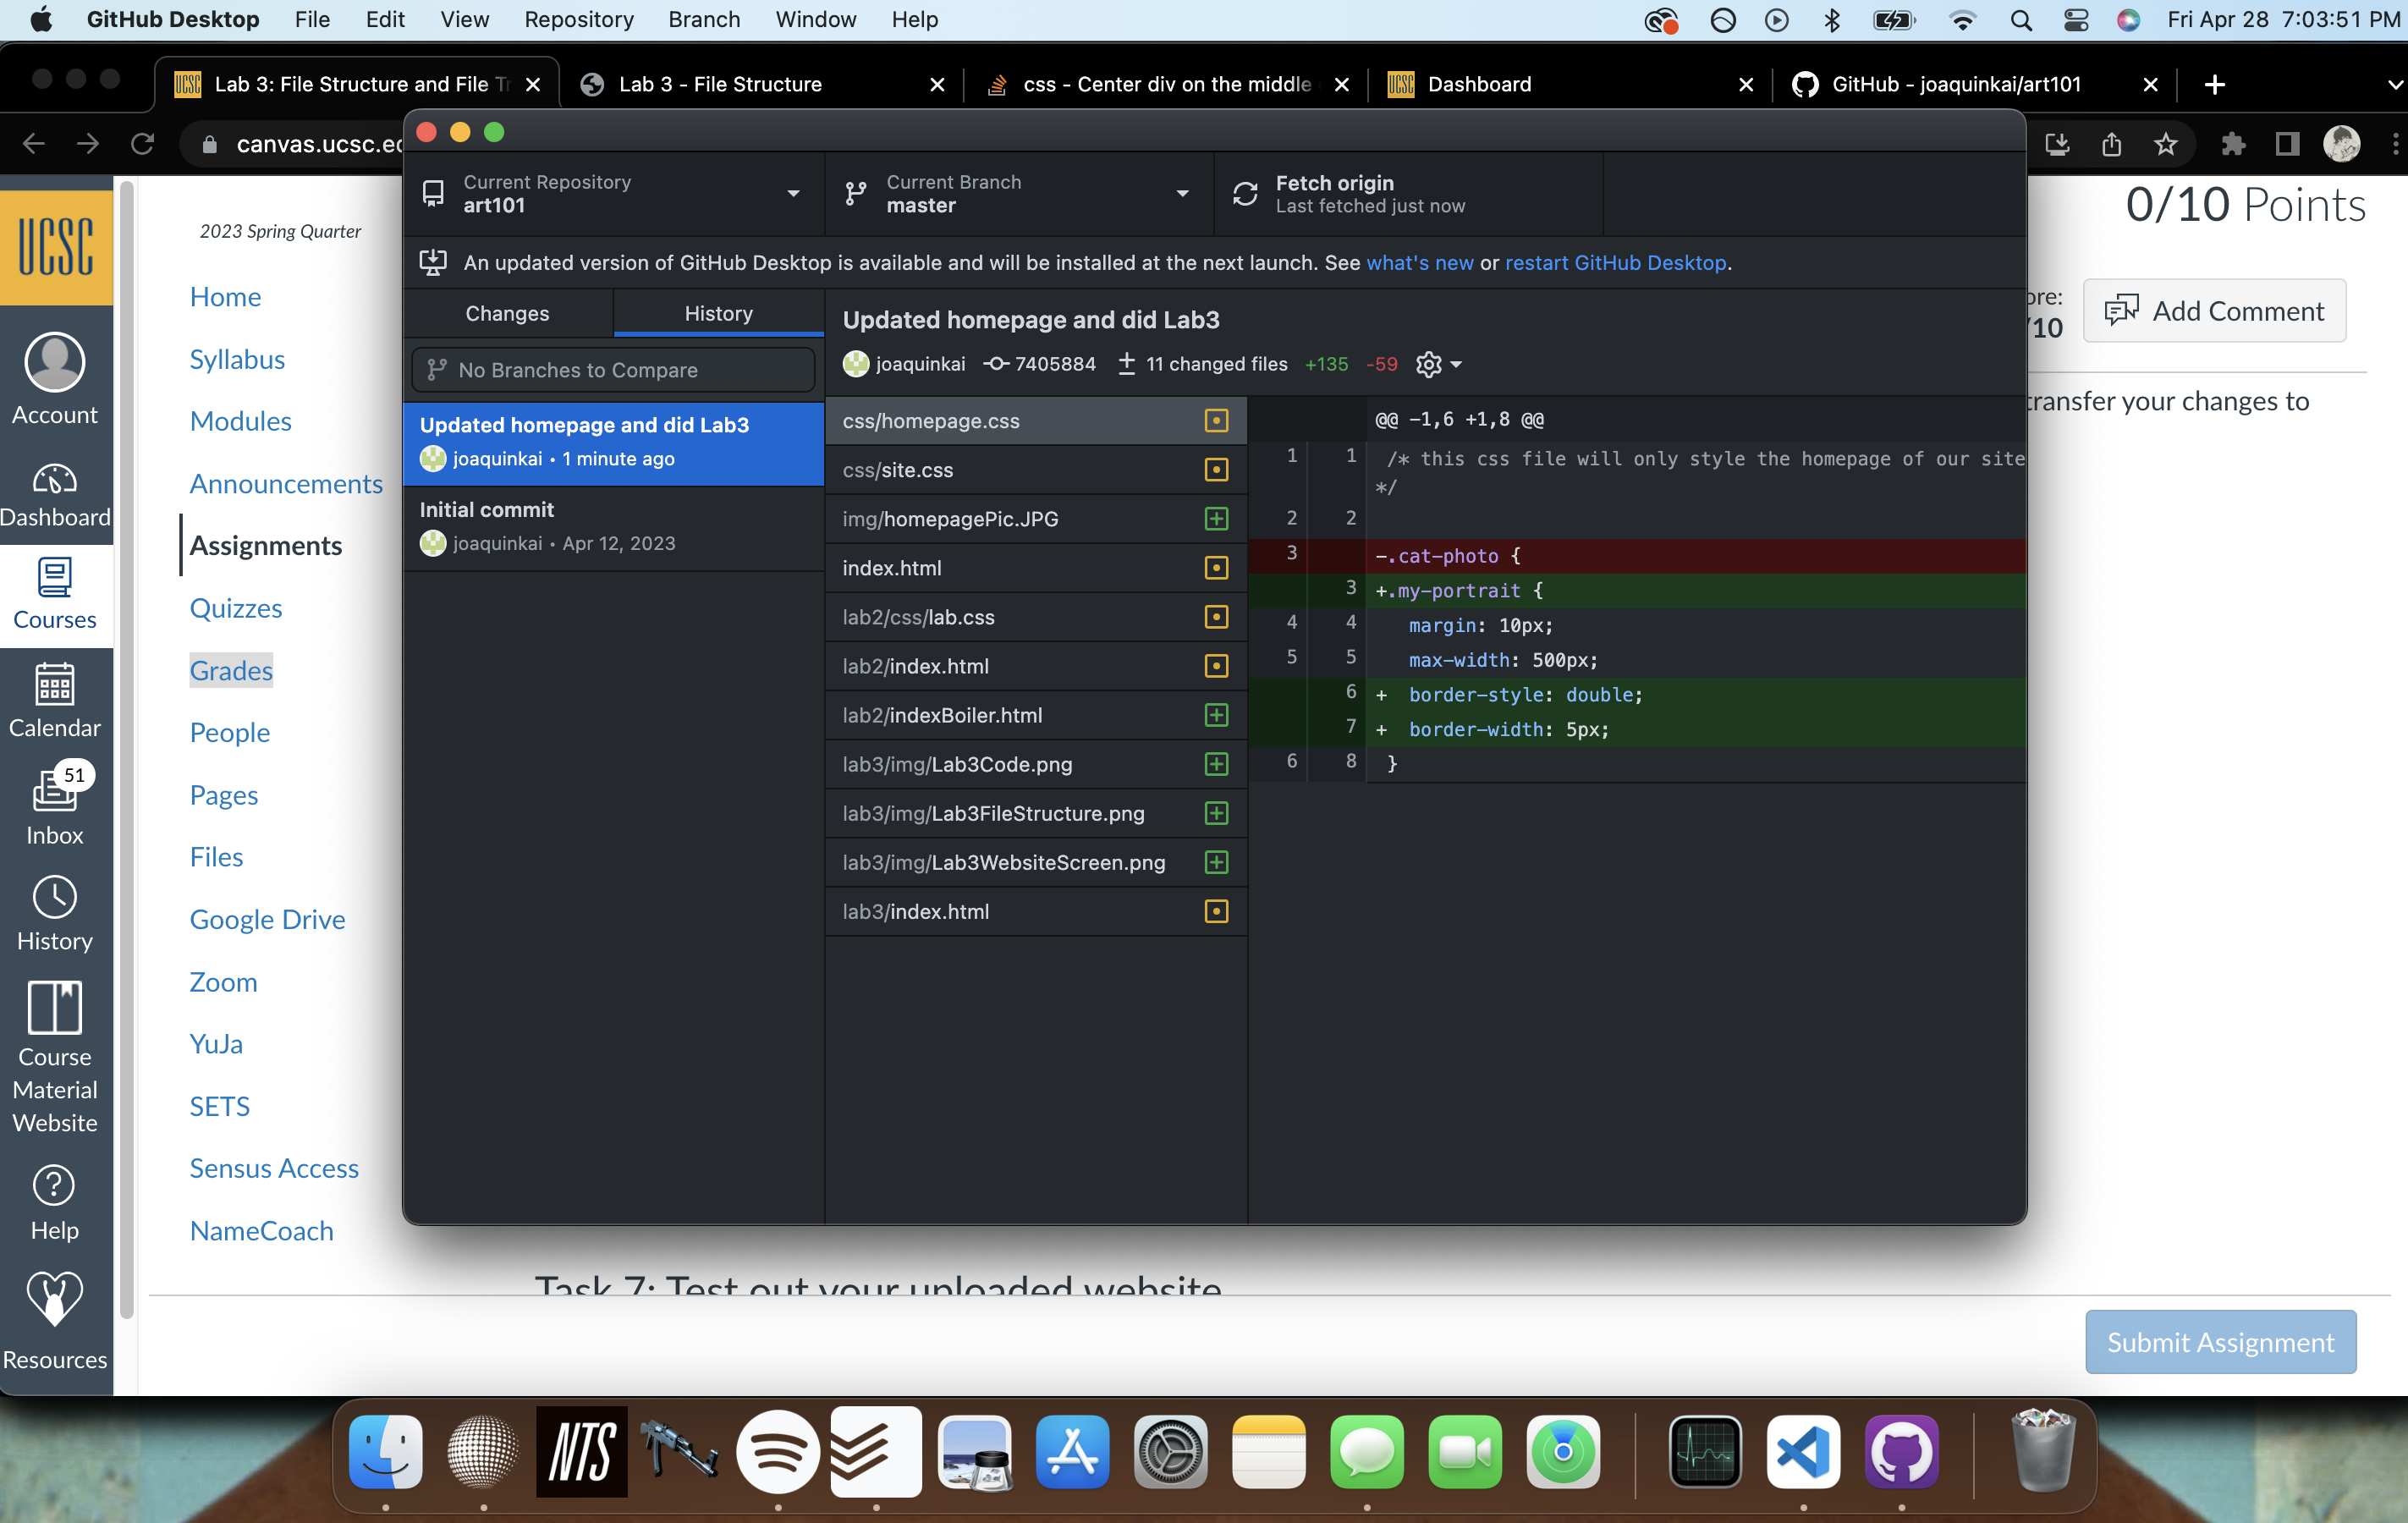 GitHub Desktop File Edit View Repository Branch Window Help Fri Apr 28 7:03:51 PM
Lab 3: File Structure and File Tr Lab 3 - File Structure css - Center div on the middle UCSC Dashboard GitHub - joaquinkai/art101
canvas.ucsc.ed
UCSC
Account
Dashboard
Courses
Calendar
51
Inbox
History
Course
Material
Website
Help
Resources
2023 Spring Quarter
Home
Syllabus
Modules
Announcements
Assignments
Quizzes
Grades
People
Pages
Files
Google Drive
Zoom
YuJa
SETS
Sensus Access
NameCoach
Current Repository
art101
Current Branch
master
Fetch origin
Last fetched just now
An updated version of GitHub Desktop is available and will be installed at the next launch. See what's new or restart GitHub Desktop.
Changes History
No Branches to Compare
Updated homepage and did Lab3
joaquinkai • 1 minute ago
Initial commit
joaquinkai • Apr 12, 2023
Updated homepage and did Lab3
joaquinkai 7405884 11 changed files +135 -59
css/homepage.css
css/site.css
img/homepagePic.JPG
index.html
lab2/css/lab.css
lab2/index.html
lab2/indexBoiler.html
lab3/img/Lab3Code.png
lab3/img/Lab3FileStructure.png
lab3/img/Lab3WebsiteScreen.png
lab3/index.html
@@ -1,6 +1,8 @@
1 1 /* this css file will only style the homepage of our site
*/
2 2
3 -.cat-photo {
3 +.my-portrait {
4 4 margin: 10px;
5 5 max-width: 500px;
6 + border-style: double;
7 + border-width: 5px;
6 8 }
0/10 Points
ore:
/10
Add Comment
transfer your changes to
Task 7: Test out your uploaded website
Submit Assignment
NTS